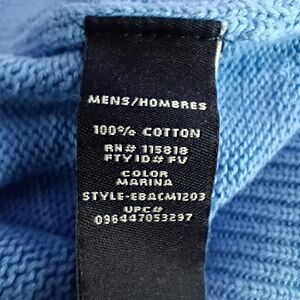 MENS/HOMBRES
100% COTTON
RN# 115818
FTY ID# FV
COLOR
MARINA
STYLE-EBACM1203
UPC#
096447053297